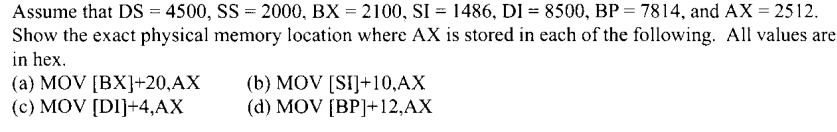 Assume that DS = 4500, SS = 2000, BX = 2100, SI = 1486, DI = 8500, BP = 7814, and AX = 2512.
Show the exact physical memory location where AX is stored in each of the following. All values are
in hex.
(a) MOV [BX]+20,AX (b) MOV [SI]+10,AX
(c) MOV [DI]+4,AX (d) MOV [BP]+12,AX